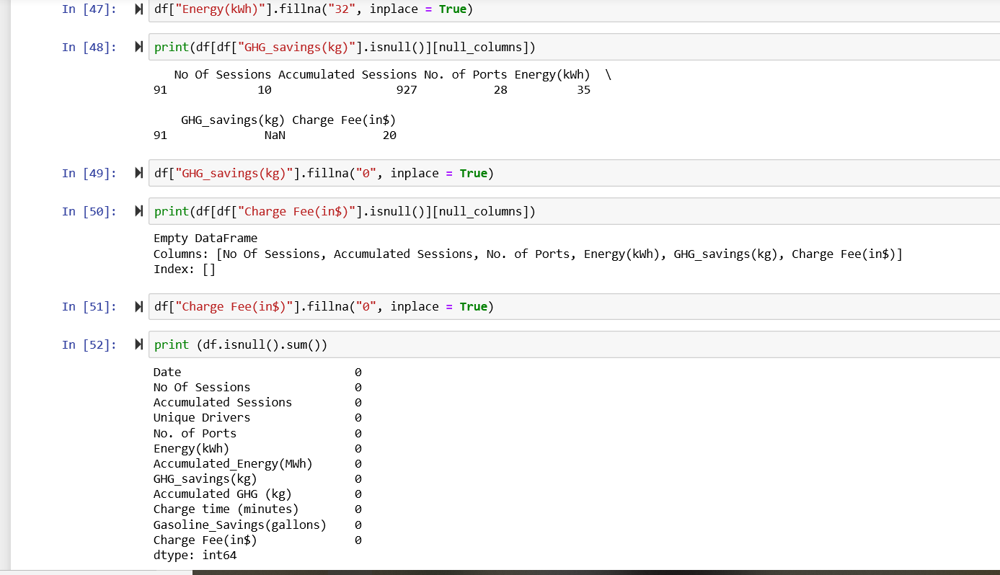 In [47]: df["Energy(kWh)"].fillna("32", inplace = True)
In [48]: print(df[df["GHG_savings(kg)"].isnull()][null_columns])
No Of Sessions Accumulated Sessions No. of Ports Energy(kWh)  \
91             10                  927           28          35
GHG_savings(kg) Charge Fee(in$)
91              NaN              20
In [49]: df["GHG_savings(kg)"].fillna("0", inplace = True)
In [50]: print(df[df["Charge Fee(in$)"].isnull()][null_columns])
Empty DataFrame
Columns: [No Of Sessions, Accumulated Sessions, No. of Ports, Energy(kWh), GHG_savings(kg), Charge Fee(in$)]
Index: []
In [51]: df["Charge Fee(in$)"].fillna("0", inplace = True)
In [52]: print (df.isnull().sum())
Date                         0
No Of Sessions               0
Accumulated Sessions         0
Unique Drivers               0
No. of Ports                 0
Energy(kWh)                  0
Accumulated_Energy(MWh)      0
GHG_savings(kg)              0
Accumulated GHG (kg)         0
Charge time (minutes)        0
Gasoline_Savings(gallons)    0
Charge Fee(in$)              0
dtype: int64